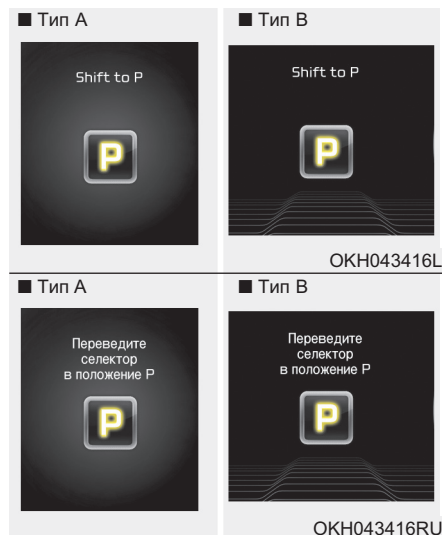 ■ Тип A
■ Тип B
Shift to P
Shift to P
P
P
OKH043416L
■ Тип A
■ Тип B
Переведите
селектор
в положение P
Переведите
селектор
в положение P
P
P
OKH043416RU